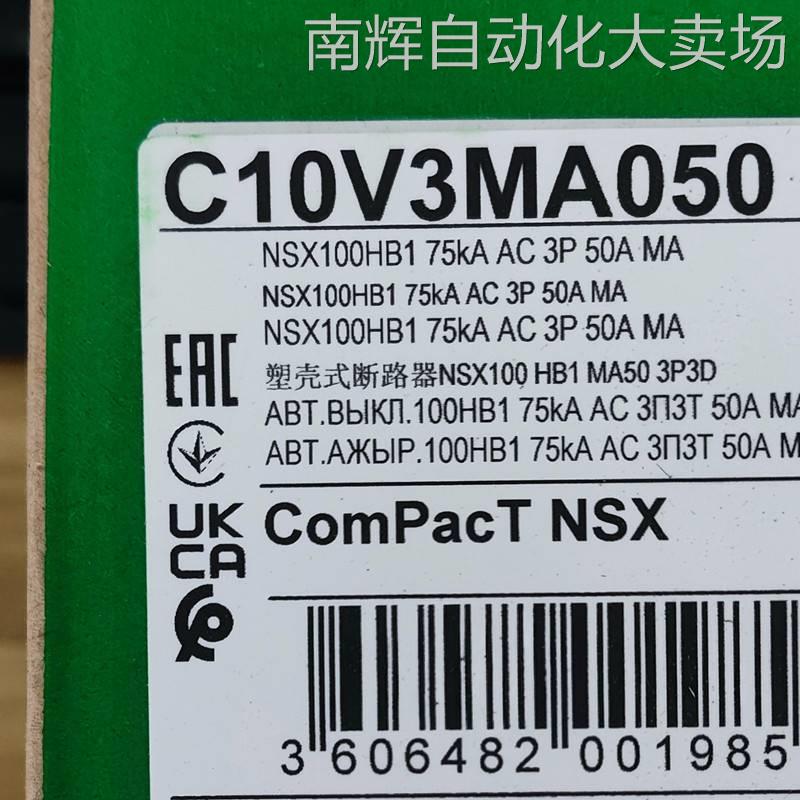 南辉自动化大卖场
C10V3MA050
NSX100HB1 75kA AC 3P 50A MA
NSX100HB1 75kA AC 3P 50A MA
NSX100HB1 75kA AC 3P 50A MA
塑壳式断路器NSX100 HB1 MA50 3P3D
АВТ.ВЫКЛ.100HB1 75kA AC 3П3Т 50A MA
АВТ.АЖЫР.100HB1 75kA AC 3П3Т 50A M
EAC
UK
CA
ComPacT NSX
3 606482 001985